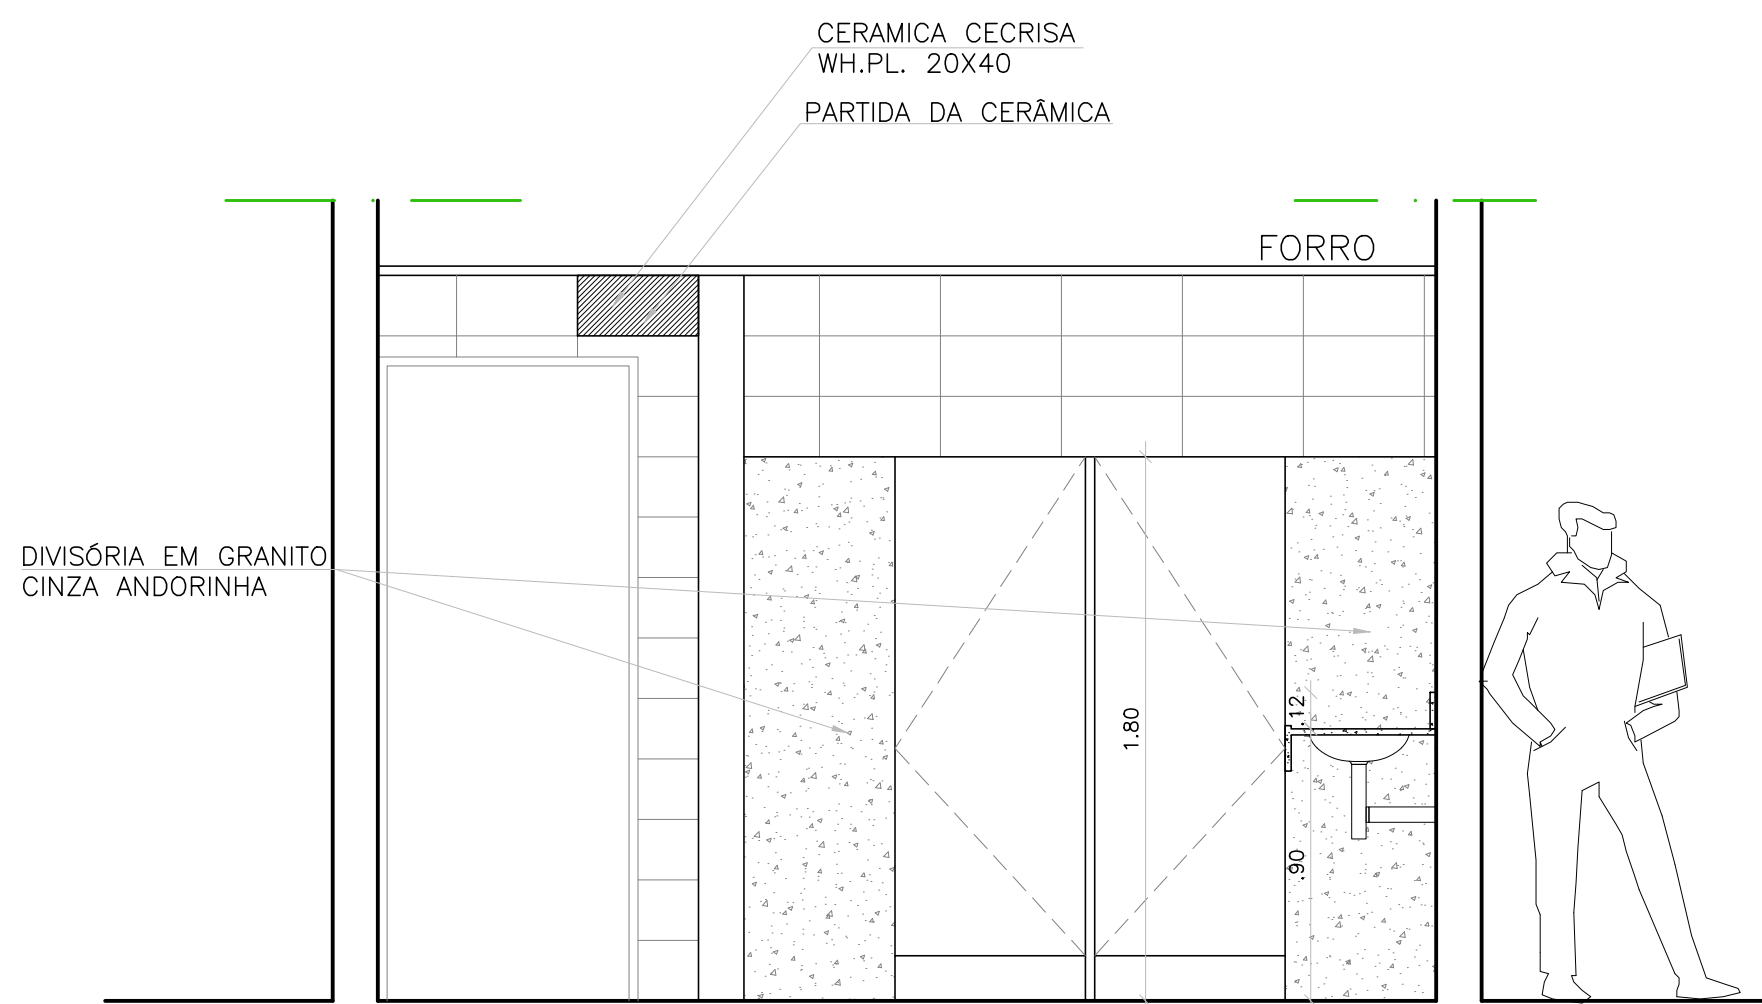 CERAMICA CECRISA
WH.PL. 20X40
PARTIDA DA CERÂMICA
FORRO
DIVISÓRIA EM GRANITO
CINZA ANDORINHA
.12
1.80
.90